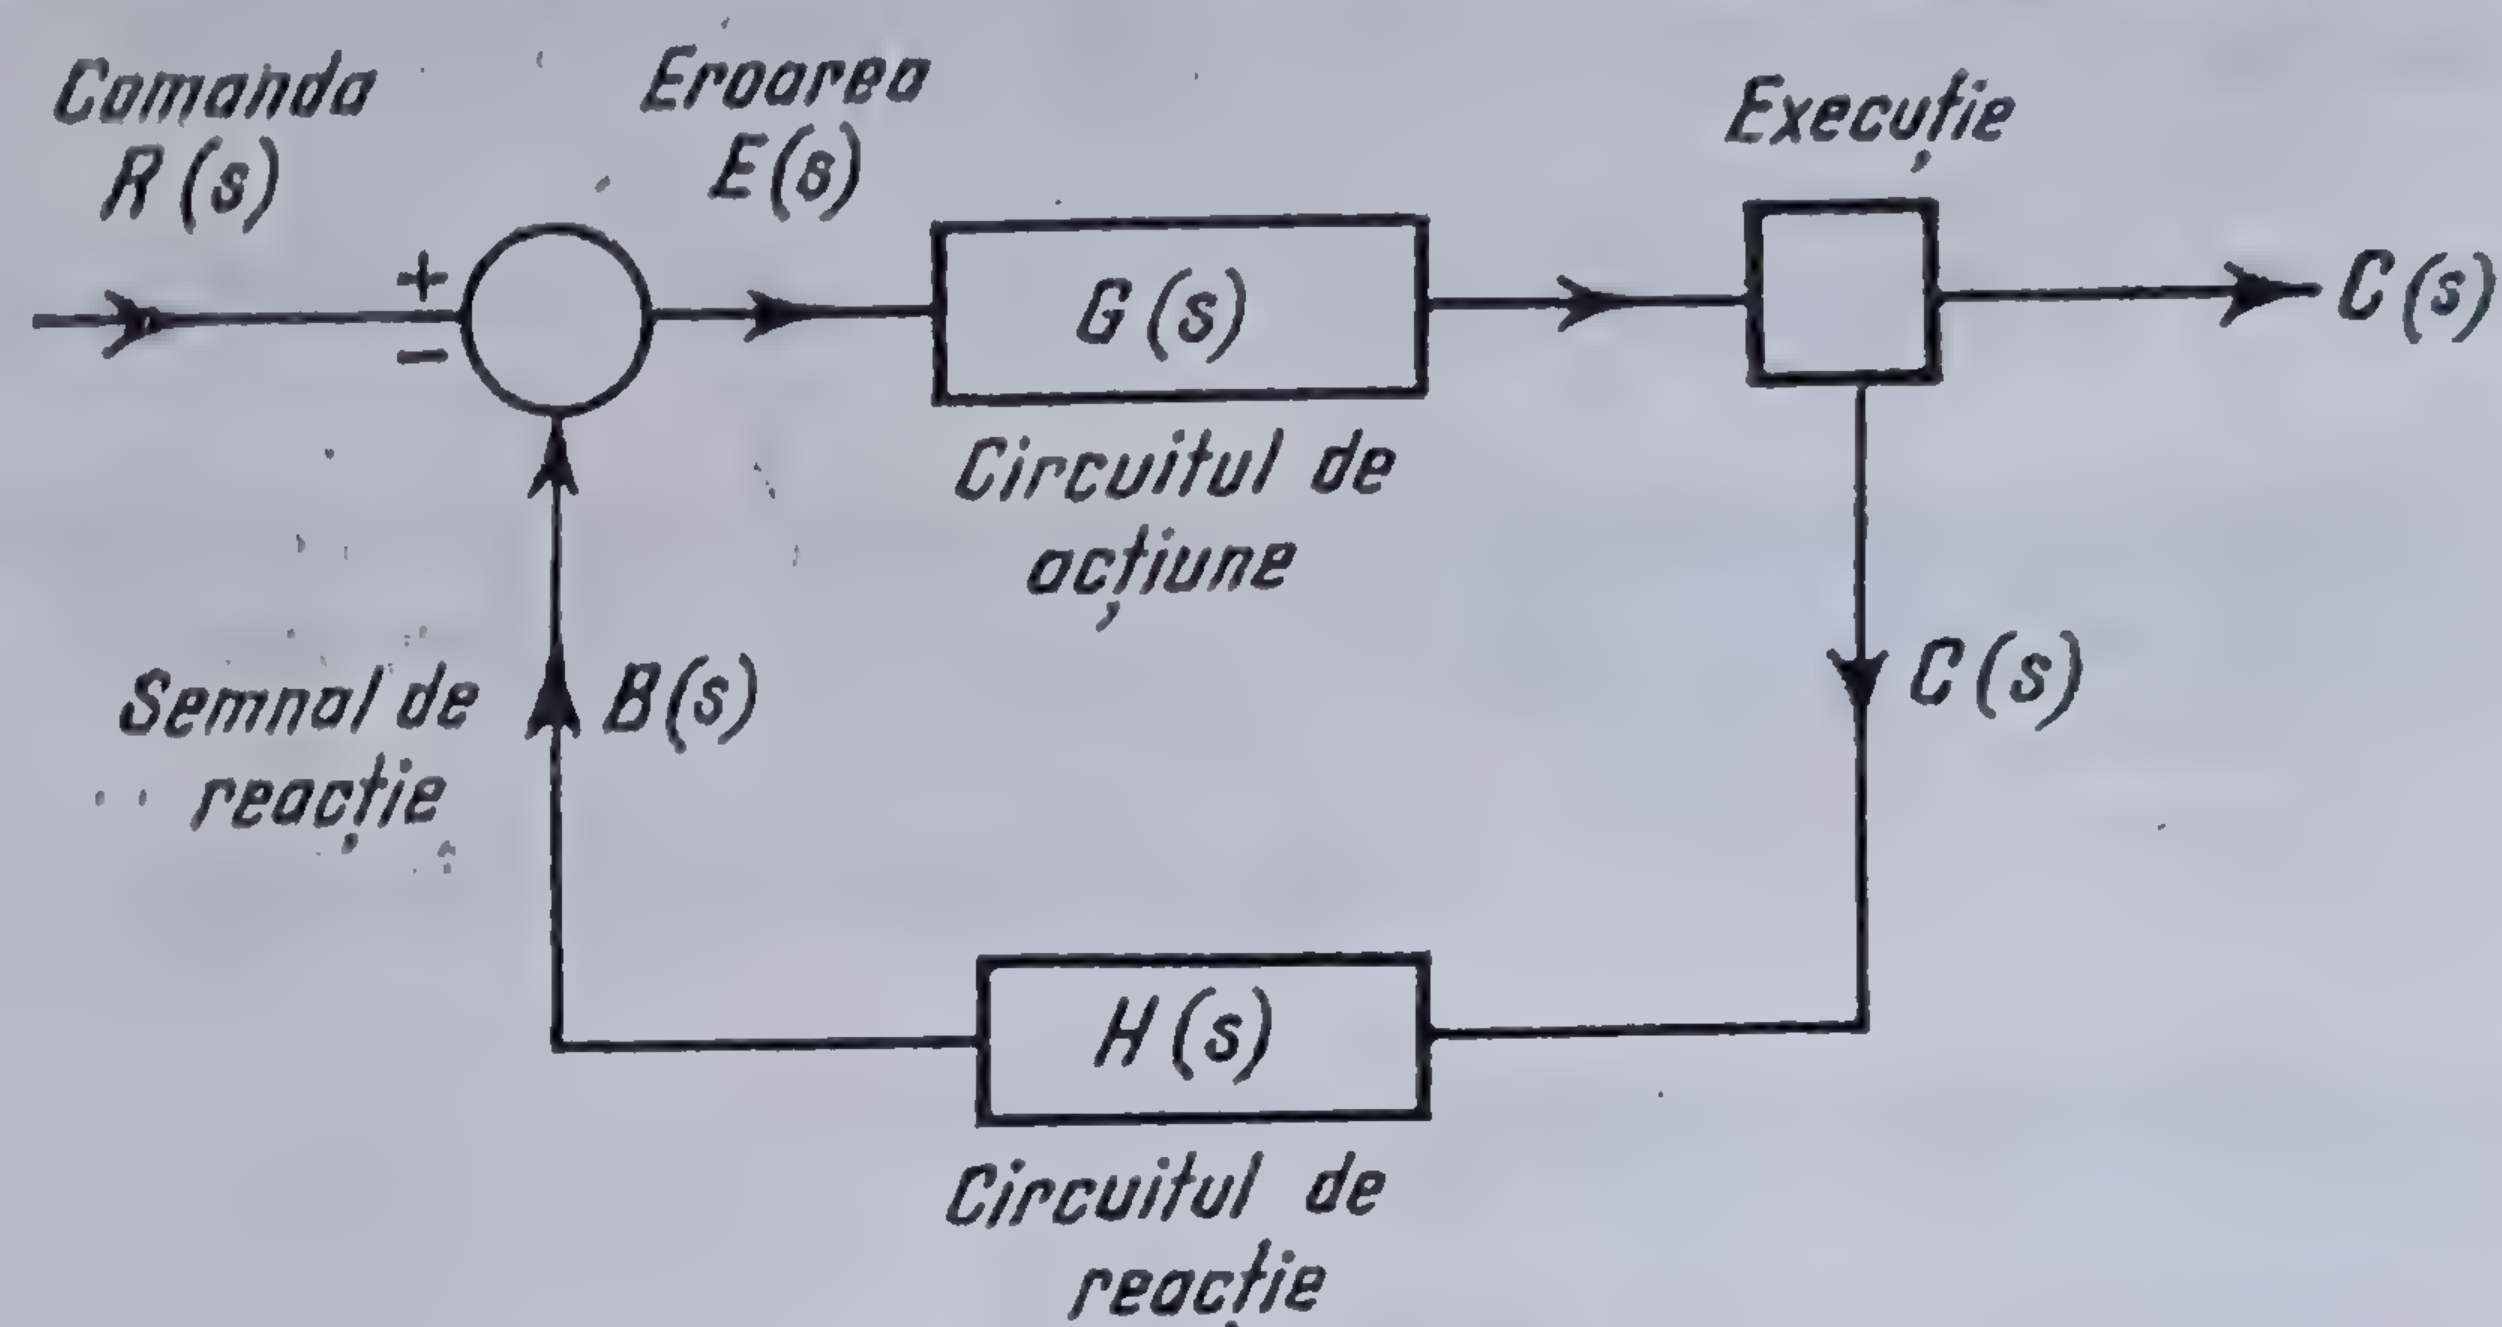 Comanda
R(s)
Eroarea
E(s)
Execuție
+
−
G(s)
C(s)
Circuitul de
acțiune
Semnal de
reacție
B(s)
C(s)
H(s)
Circuitul de
reacție